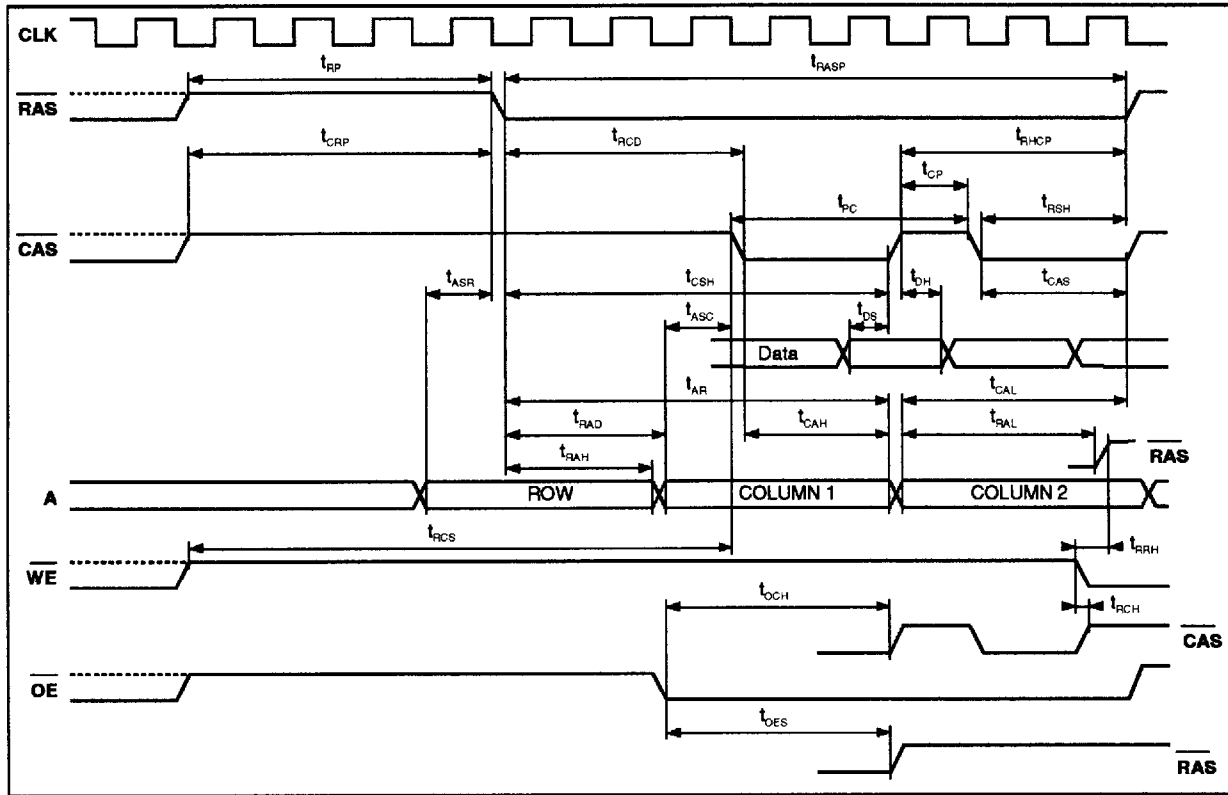 CLK
tRP tRASP
RAS
tCRP tRCD tRHCP
tCP
tPC tRSH
CAS
tASR tCSH tDH tCAS
tASC tDS
Data
tAR tCAL
tRAD tCAH tRAL
tRAH RAS
A ROW COLUMN 1 COLUMN 2
tRCS tRRH
WE
tOCH tRCH
CAS
OE
tOES
RAS